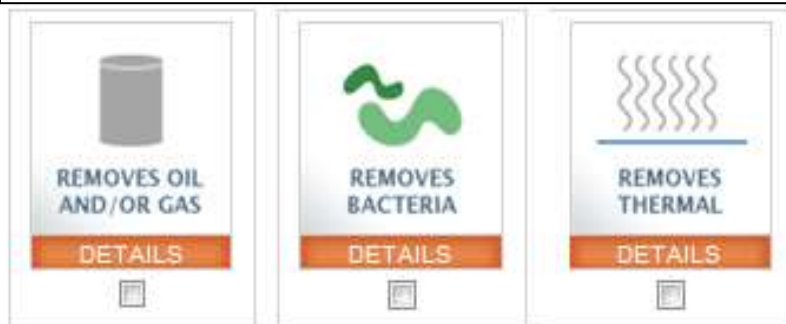 REMOVES OIL
AND/OR GAS
DETAILS
REMOVES
BACTERIA
DETAILS
REMOVES
THERMAL
DETAILS